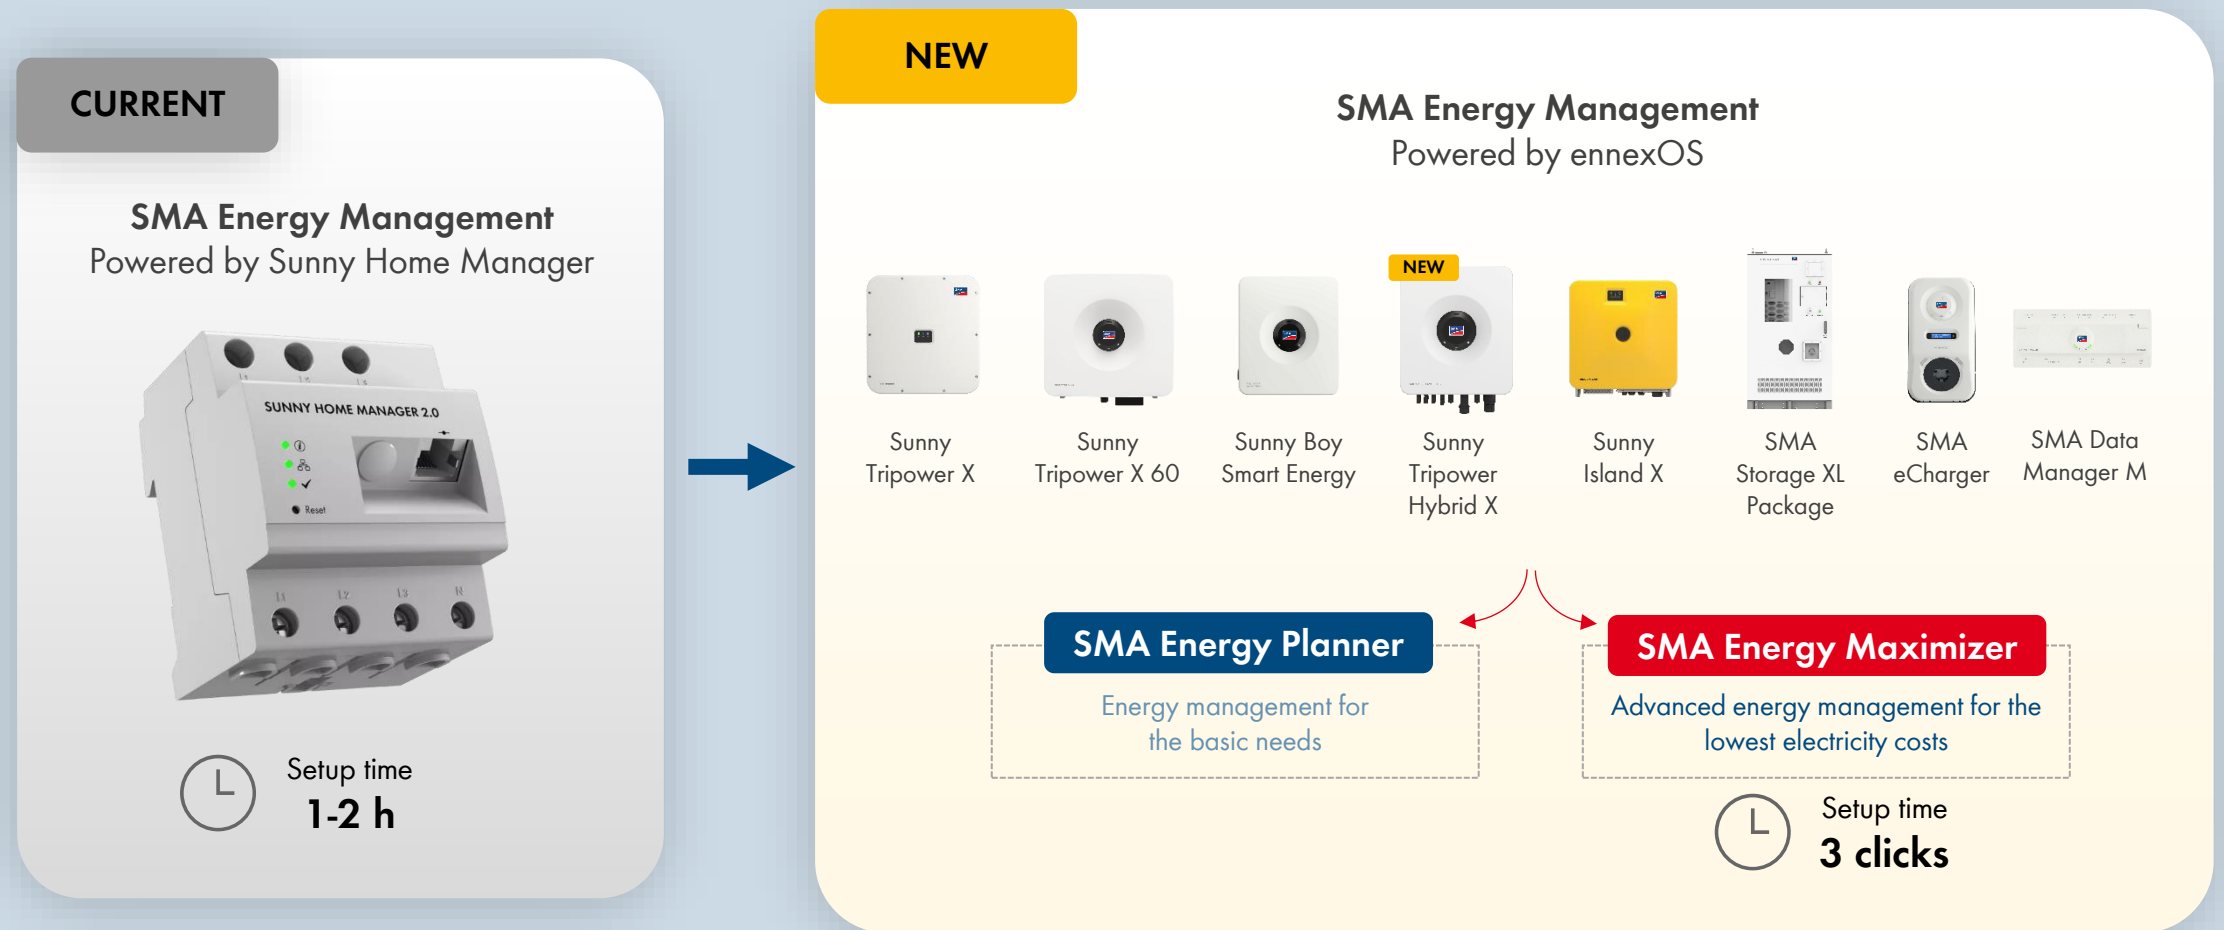 CURRENT
SMA Energy Management
Powered by Sunny Home Manager
SUNNY HOME MANAGER 2.0
Reset
L1
L2
L3
N
Setup time
1-2 h
NEW
SMA Energy Management
Powered by ennexOS
NEW
Sunny
Tripower X
Sunny
Tripower X 60
Sunny Boy
Smart Energy
Sunny
Tripower
Hybrid X
Sunny
Island X
SMA
Storage XL
Package
SMA
eCharger
SMA Data
Manager M
SMA Energy Planner
Energy management for
the basic needs
SMA Energy Maximizer
Advanced energy management for the
lowest electricity costs
Setup time
3 clicks